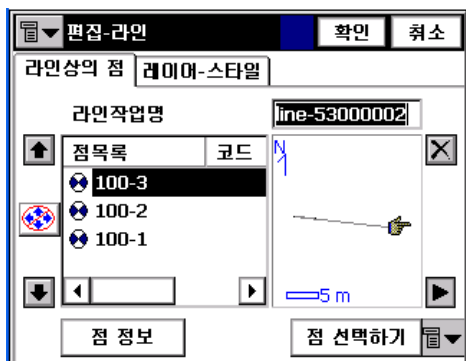 편집-라인
확인
취소
라인상의 점
레이어-스타일
라인작업명
line-53000002
점목록
코드
N
100-3
100-2
100-1
5 m
점 정보
점 선택하기